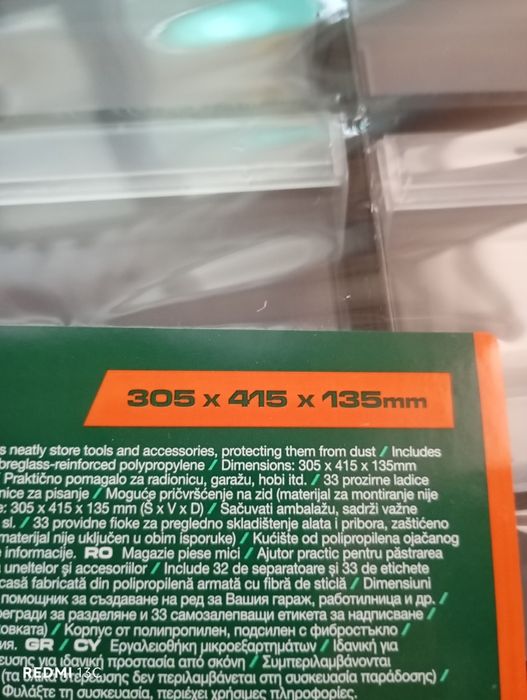 305 x 415 x 135mm
s neatly store tools and accessories, protecting them from dust / Includes
breglass-reinforced polypropylene / Dimensions: 305 x 415 x 135mm
Praktično pomagalo za radionicu, garažu, hobi itd. / 33 prozirne ladice
nice za pisanje / Moguće pričvršćenje na zid (materijal za montiranje nije
e: 305 x 415 x 135 mm (Š x V x D) / Sačuvati ambalažu, sadrži važne
sl. / 33 providne fioke za pregledno skladištenje alata i pribora, zaštićeno
materijal nije uključen u obim isporuke) / Kućište od polipropilena ojačanog
e informacije. RO Magazie piese mici / Ajutor practic pentru păstrarea
uneltelor și accesoriilor / Include 32 de separatoare și 33 de etichete
casă fabricată din polipropilenă armată cu fibră de sticlă / Dimensiuni
помощник за създаване на ред за Вашия гараж, работилница и др. /
еградки за разделяне и 33 самозалепващи етикета за надписване /
овката) / Корпус от полипропилен, подсилен с фибростъкло /
ия. GR / CY Εργαλειοθήκη μικροεξαρτημάτων / Ιδανική για
ευσης για ιδανική προστασία από σκόνη / Συμπεριλαμβάνονται
(τα υλικά στερέωσης δεν περιλαμβάνεται στη συσκευασία παράδοσης) /
Φυλάξτε τη συσκευασία, περιέχει χρήσιμες πληροφορίες.
REDMI 13C